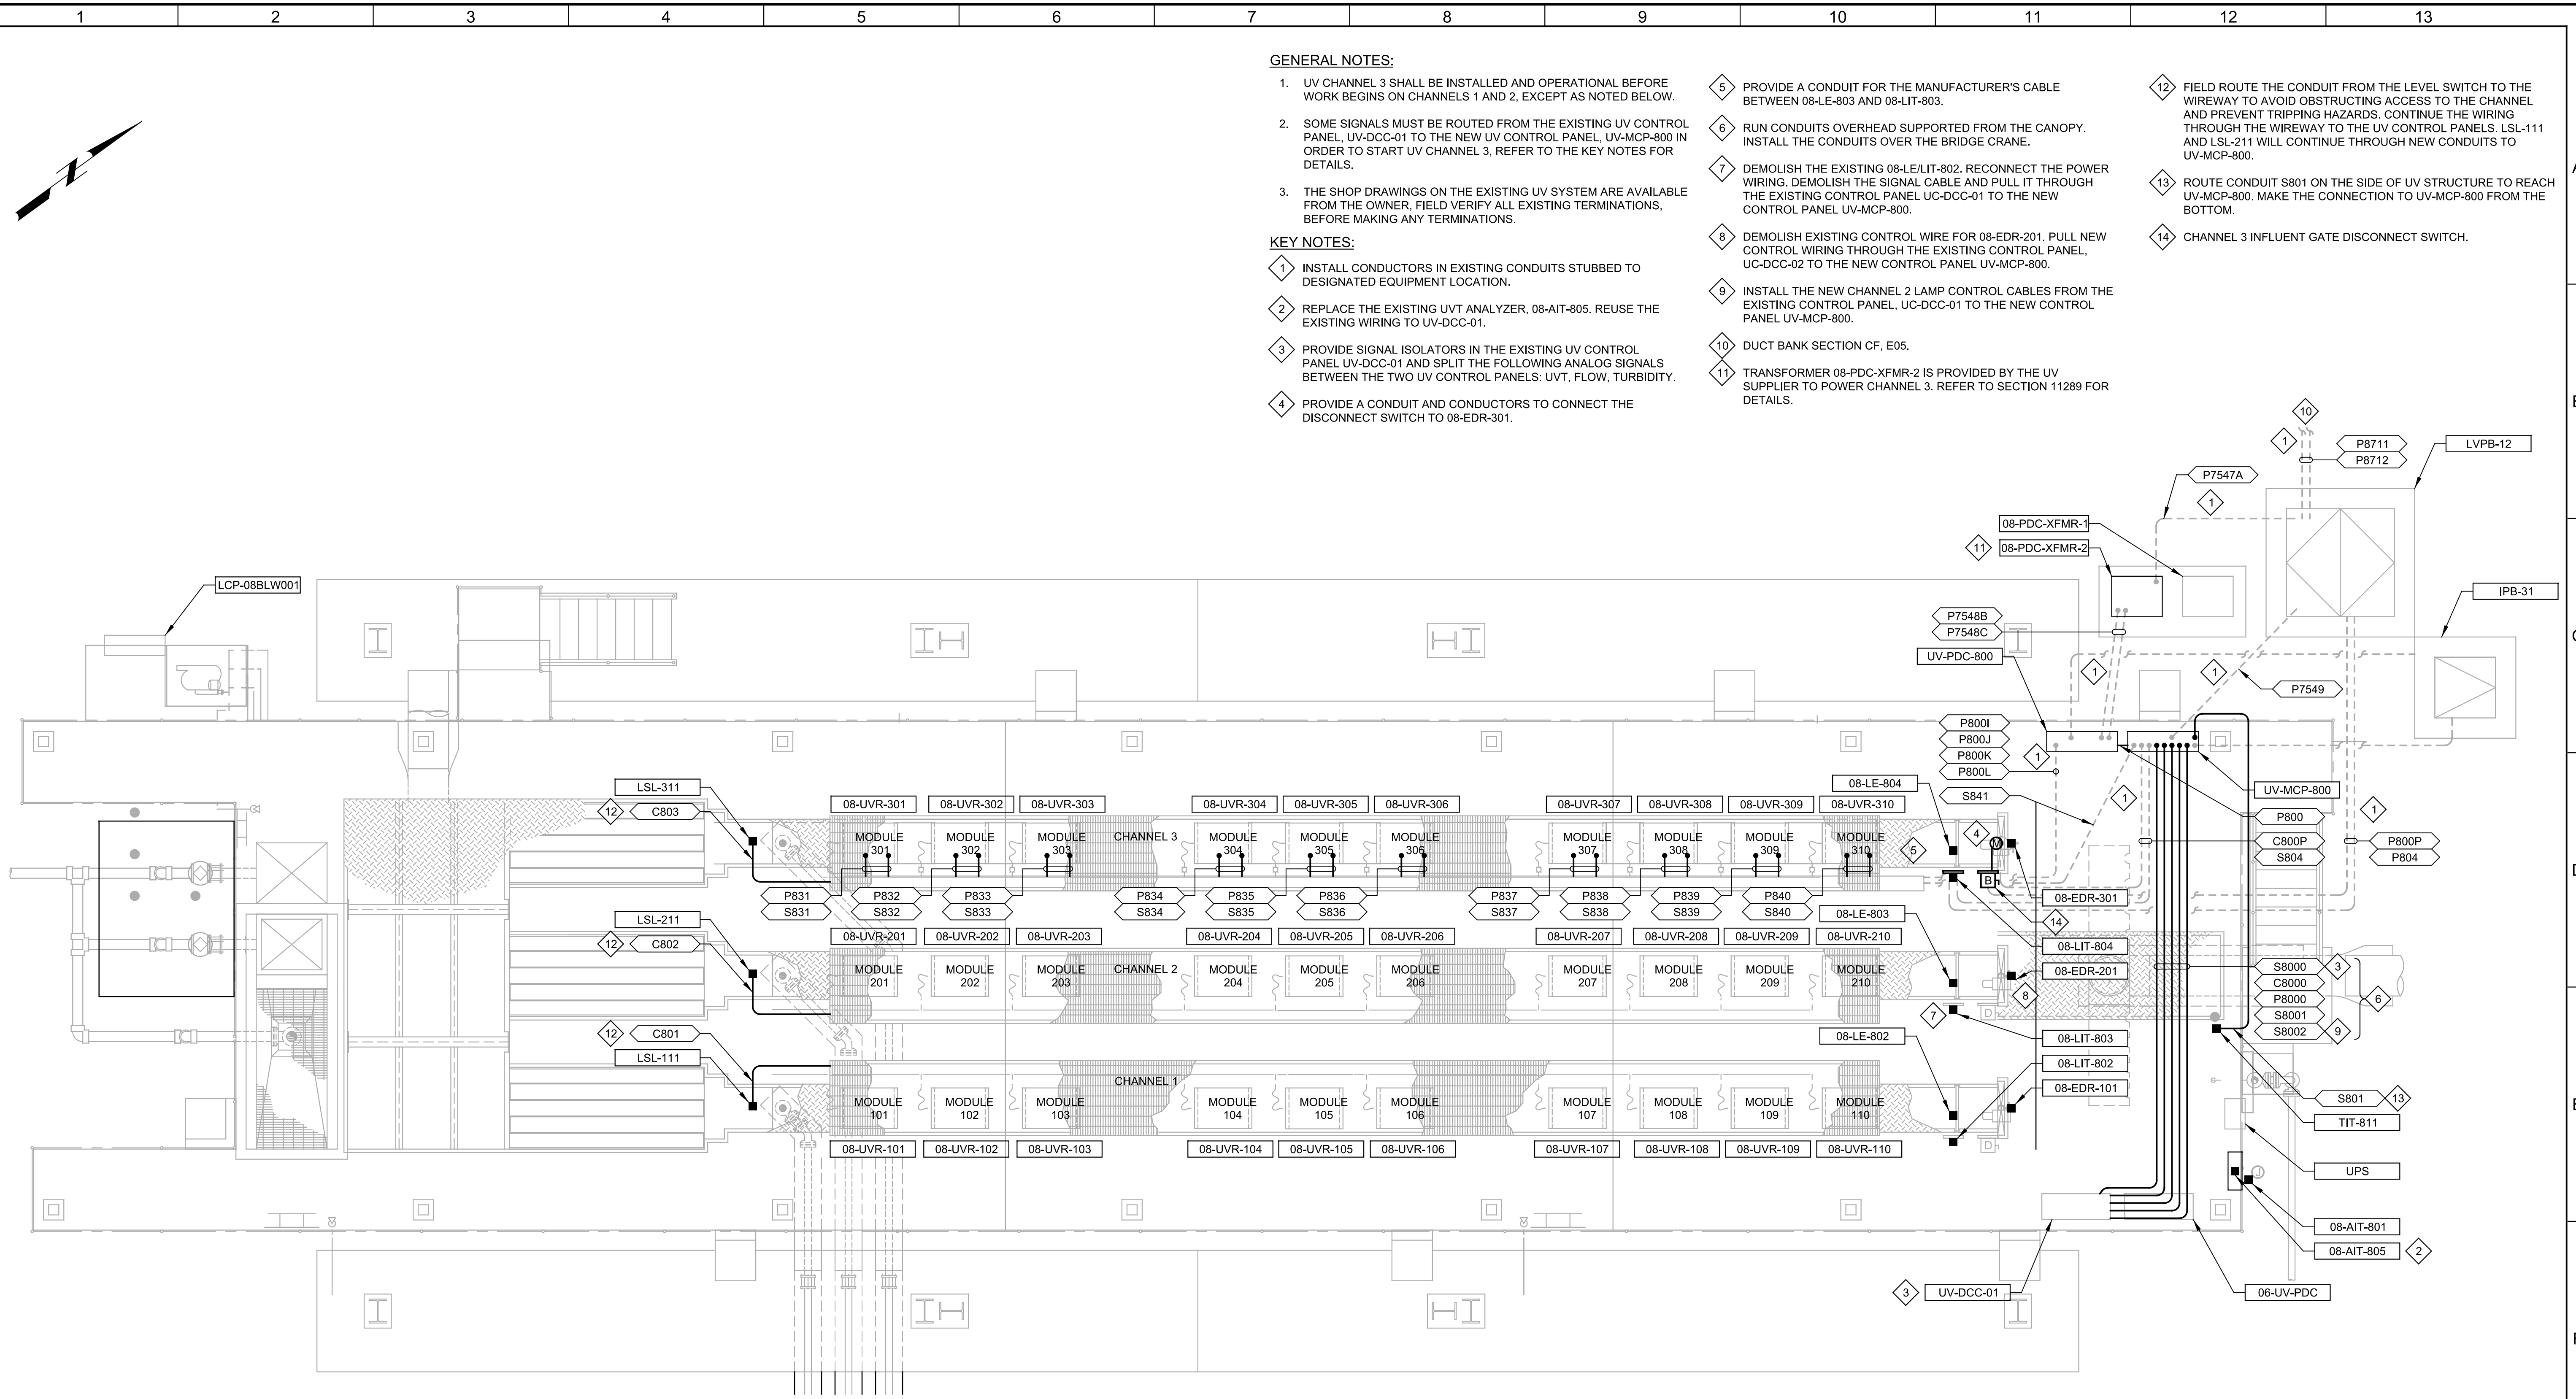 1 2 3 4 5 6 7 8 9 10 11 12 13
GENERAL NOTES:
1. UV CHANNEL 3 SHALL BE INSTALLED AND OPERATIONAL BEFORE
WORK BEGINS ON CHANNELS 1 AND 2, EXCEPT AS NOTED BELOW.
2. SOME SIGNALS MUST BE ROUTED FROM THE EXISTING UV CONTROL
PANEL, UV-DCC-01 TO THE NEW UV CONTROL PANEL, UV-MCP-800 IN
ORDER TO START UV CHANNEL 3, REFER TO THE KEY NOTES FOR
DETAILS.
3. THE SHOP DRAWINGS ON THE EXISTING UV SYSTEM ARE AVAILABLE
FROM THE OWNER, FIELD VERIFY ALL EXISTING TERMINATIONS,
BEFORE MAKING ANY TERMINATIONS.
KEY NOTES:
1 INSTALL CONDUCTORS IN EXISTING CONDUITS STUBBED TO
DESIGNATED EQUIPMENT LOCATION.
2 REPLACE THE EXISTING UVT ANALYZER, 08-AIT-805. REUSE THE
EXISTING WIRING TO UV-DCC-01.
3 PROVIDE SIGNAL ISOLATORS IN THE EXISTING UV CONTROL
PANEL UV-DCC-01 AND SPLIT THE FOLLOWING ANALOG SIGNALS
BETWEEN THE TWO UV CONTROL PANELS: UVT, FLOW, TURBIDITY.
4 PROVIDE A CONDUIT AND CONDUCTORS TO CONNECT THE
DISCONNECT SWITCH TO 08-EDR-301.
5 PROVIDE A CONDUIT FOR THE MANUFACTURER'S CABLE
BETWEEN 08-LE-803 AND 08-LIT-803.
6 RUN CONDUITS OVERHEAD SUPPORTED FROM THE CANOPY.
INSTALL THE CONDUITS OVER THE BRIDGE CRANE.
7 DEMOLISH THE EXISTING 08-LE/LIT-802. RECONNECT THE POWER
WIRING. DEMOLISH THE SIGNAL CABLE AND PULL IT THROUGH
THE EXISTING CONTROL PANEL UC-DCC-01 TO THE NEW
CONTROL PANEL UV-MCP-800.
8 DEMOLISH EXISTING CONTROL WIRE FOR 08-EDR-201. PULL NEW
CONTROL WIRING THROUGH THE EXISTING CONTROL PANEL,
UC-DCC-02 TO THE NEW CONTROL PANEL UV-MCP-800.
9 INSTALL THE NEW CHANNEL 2 LAMP CONTROL CABLES FROM THE
EXISTING CONTROL PANEL, UC-DCC-01 TO THE NEW CONTROL
PANEL UV-MCP-800.
10 DUCT BANK SECTION CF, E05.
11 TRANSFORMER 08-PDC-XFMR-2 IS PROVIDED BY THE UV
SUPPLIER TO POWER CHANNEL 3. REFER TO SECTION 11289 FOR
DETAILS.
12 FIELD ROUTE THE CONDUIT FROM THE LEVEL SWITCH TO THE
WIREWAY TO AVOID OBSTRUCTING ACCESS TO THE CHANNEL
AND PREVENT TRIPPING HAZARDS. CONTINUE THE WIRING
THROUGH THE WIREWAY TO THE UV CONTROL PANELS. LSL-111
AND LSL-211 WILL CONTINUE THROUGH NEW CONDUITS TO
UV-MCP-800.
13 ROUTE CONDUIT S801 ON THE SIDE OF UV STRUCTURE TO REACH
UV-MCP-800. MAKE THE CONNECTION TO UV-MCP-800 FROM THE
BOTTOM.
14 CHANNEL 3 INFLUENT GATE DISCONNECT SWITCH.
10
1 P8711 LVPB-12
P8712
P7547A
1
08-PDC-XFMR-1
11 08-PDC-XFMR-2
LCP-08BLW001 IPB-31
P7548B
P7548C
UV-PDC-800
1 1
P7549
P800I
P800J
P800K 1
P800L
LSL-311 08-LE-804 UV-MCP-800
12 C803 S841 1 1
08-UVR-301 08-UVR-302 08-UVR-303 08-UVR-304 08-UVR-305 08-UVR-306 08-UVR-307 08-UVR-308 08-UVR-309 08-UVR-310
P800
C800P P800P
S804 P804
MODULE 301 MODULE 302 MODULE 303 CHANNEL 3 MODULE 304 MODULE 305 MODULE 306 MODULE 307 MODULE 308 MODULE 309 MODULE 310 5 4 M
B
P831 P832 P833 P834 P835 P836 P837 P838 P839 P840 08-EDR-301
S831 S832 S833 S834 S835 S836 S837 S838 S839 S840 08-LE-803 14
LSL-211
12 C802
08-UVR-201 08-UVR-202 08-UVR-203 08-UVR-204 08-UVR-205 08-UVR-206 08-UVR-207 08-UVR-208 08-UVR-209 08-UVR-210 08-LIT-804
MODULE 201 MODULE 202 MODULE 203 CHANNEL 2 MODULE 204 MODULE 205 MODULE 206 MODULE 207 MODULE 208 MODULE 209 MODULE 210 08-EDR-201
8 D 7
S8000 3
C8000
P8000 6
S8001
S8002 9
12 C801
LSL-111
08-LE-802 08-LIT-803
08-LIT-802
08-EDR-101
CHANNEL 1
MODULE 101 MODULE 102 MODULE 103 MODULE 104 MODULE 105 MODULE 106 MODULE 107 MODULE 108 MODULE 109 MODULE 110
D
S801 13
TIT-811
08-UVR-101 08-UVR-102 08-UVR-103 08-UVR-104 08-UVR-105 08-UVR-106 08-UVR-107 08-UVR-108 08-UVR-109 08-UVR-110
UPS
J
08-AIT-801
08-AIT-805 2
3 UV-DCC-01 06-UV-PDC